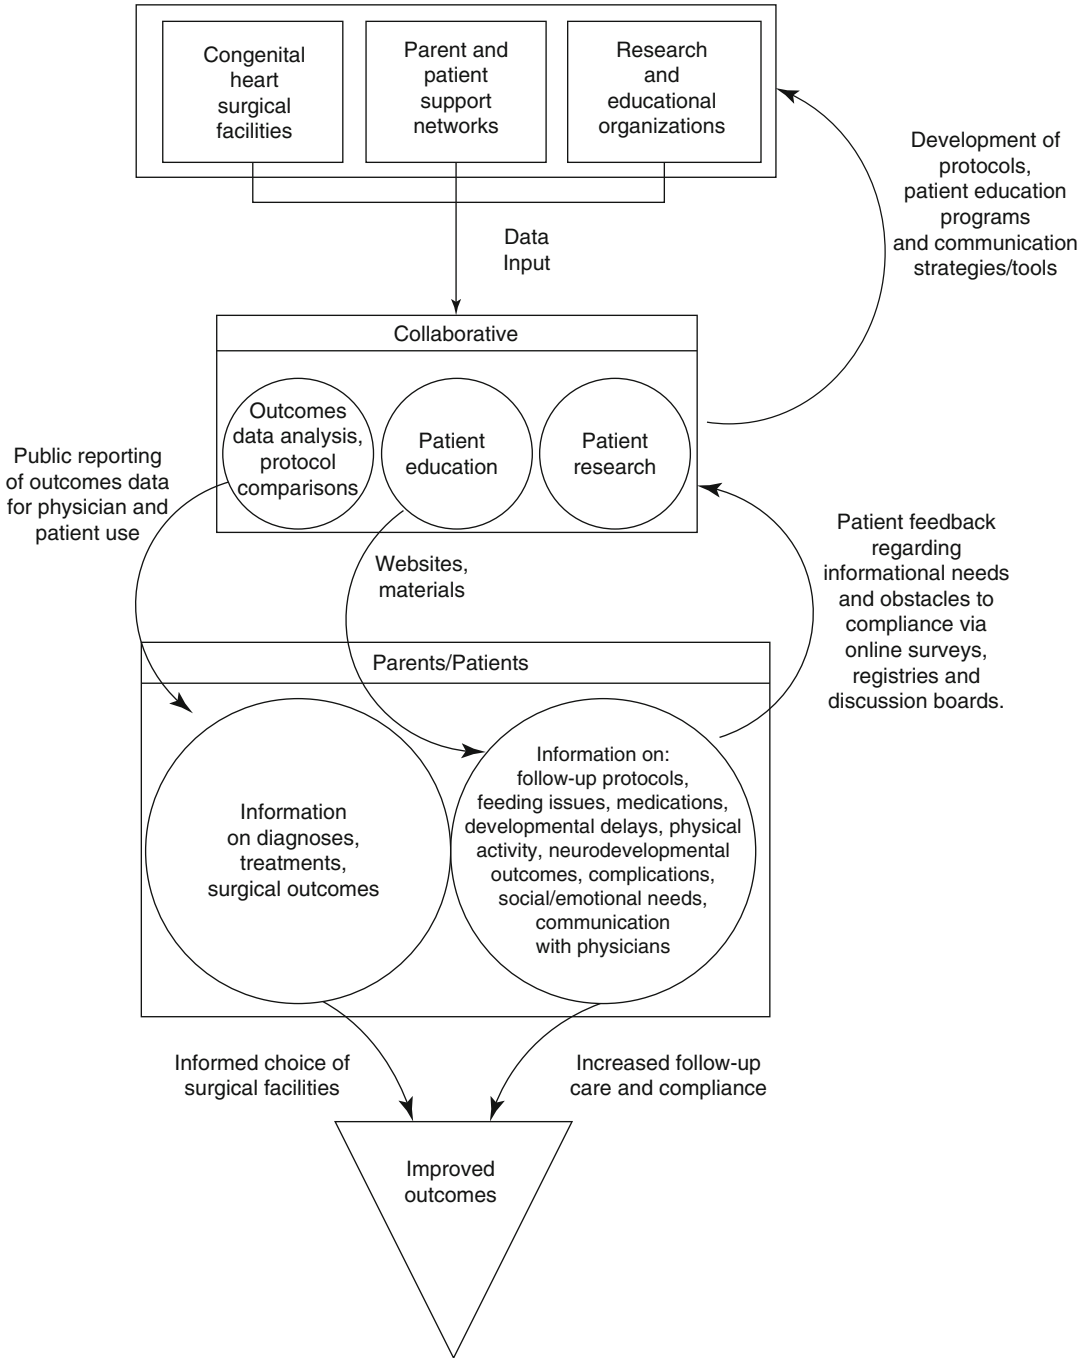 Congenital
heart
surgical
facilities
Parent and
patient
support
networks
Research
and
educational
organizations
Development of
protocols,
patient education
programs
and communication
strategies/tools
Data
Input
Collaborative
Outcomes
data analysis,
protocol
comparisons
Patient
education
Patient
research
Public reporting
of outcomes data
for physician and
patient use
Websites,
materials
Patient feedback
regarding
informational needs
and obstacles to
compliance via
online surveys,
registries and
discussion boards.
Parents/Patients
Information
on diagnoses,
treatments,
surgical outcomes
Information on:
follow-up protocols,
feeding issues, medications,
developmental delays, physical
activity, neurodevelopmental
outcomes, complications,
social/emotional needs,
communication
with physicians
Informed choice of
surgical facilities
Increased follow-up
care and compliance
Improved
outcomes